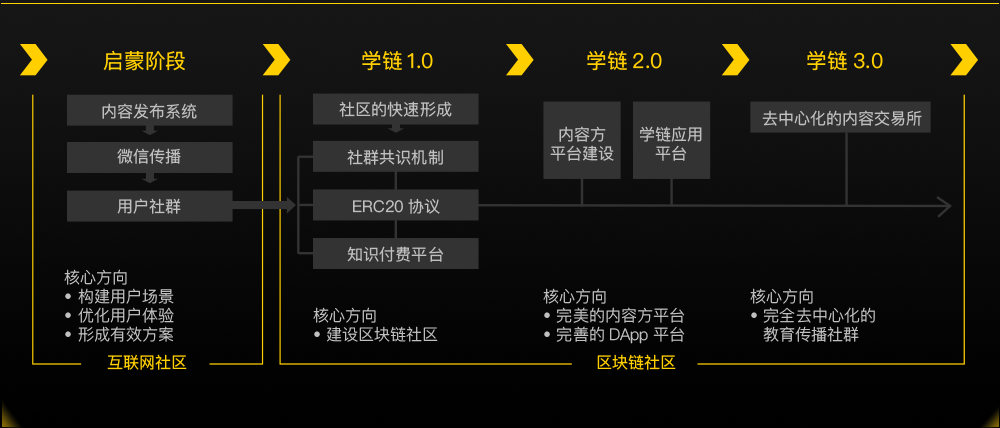 启蒙阶段
学链 1.0
学链 2.0
学链 3.0
内容发布系统
微信传播
用户社群
社区的快速形成
社群共识机制
ERC20 协议
知识付费平台
内容方
平台建设
学链应用
平台
去中心化的内容交易所
核心方向
• 构建用户场景
• 优化用户体验
• 形成有效方案
核心方向
• 建设区块链社区
核心方向
• 完美的内容方平台
• 完善的 DApp 平台
核心方向
• 完全去中心化的
教育传播社群
互联网社区
区块链社区